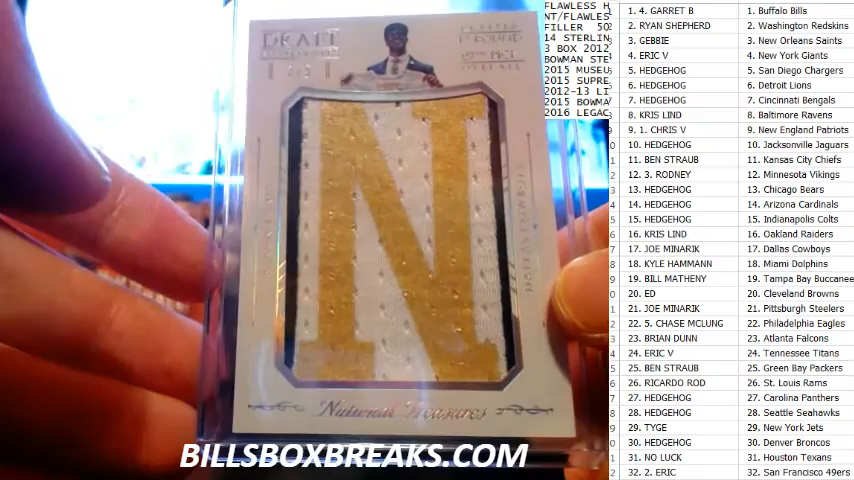 FLAWLESS H
NT/FLAWLES
FILLER 50
14 STERLIN
3 BOX 2012
BOWMAN STE
2015 MUSEU
2015 SUPRE
2012-13 LI
2015 BOWMA
2016 LEGAC
DRAFT
N
National Treasures
BILLSBOXBREAKS.COM
1. 4. GARRET B 1. Buffalo Bills
2. RYAN SHEPHERD 2. Washington Redskins
3. GEBBIE 3. New Orleans Saints
4. ERIC V 4. New York Giants
5. HEDGEHOG 5. San Diego Chargers
6. HEDGEHOG 6. Detroit Lions
7. HEDGEHOG 7. Cincinnati Bengals
8. KRIS LIND 8. Baltimore Ravens
9. 1. CHRIS V 9. New England Patriots
10. HEDGEHOG 10. Jacksonville Jaguars
11. BEN STRAUB 11. Kansas City Chiefs
12. 3. RODNEY 12. Minnesota Vikings
13. HEDGEHOG 13. Chicago Bears
14. HEDGEHOG 14. Arizona Cardinals
15. HEDGEHOG 15. Indianapolis Colts
16. KRIS LIND 16. Oakland Raiders
17. JOE MINARIK 17. Dallas Cowboys
18. KYLE HAMMANN 18. Miami Dolphins
19. BILL MATHENY 19. Tampa Bay Buccanee
20. ED 20. Cleveland Browns
21. JOE MINARIK 21. Pittsburgh Steelers
22. 5. CHASE MCLUNG 22. Philadelphia Eagles
23. BRIAN DUNN 23. Atlanta Falcons
24. ERIC V 24. Tennessee Titans
25. BEN STRAUB 25. Green Bay Packers
26. RICARDO ROD 26. St. Louis Rams
27. HEDGEHOG 27. Carolina Panthers
28. HEDGEHOG 28. Seattle Seahawks
29. TYGE 29. New York Jets
30. HEDGEHOG 30. Denver Broncos
31. NO LUCK 31. Houston Texans
32. 2. ERIC 32. San Francisco 49ers